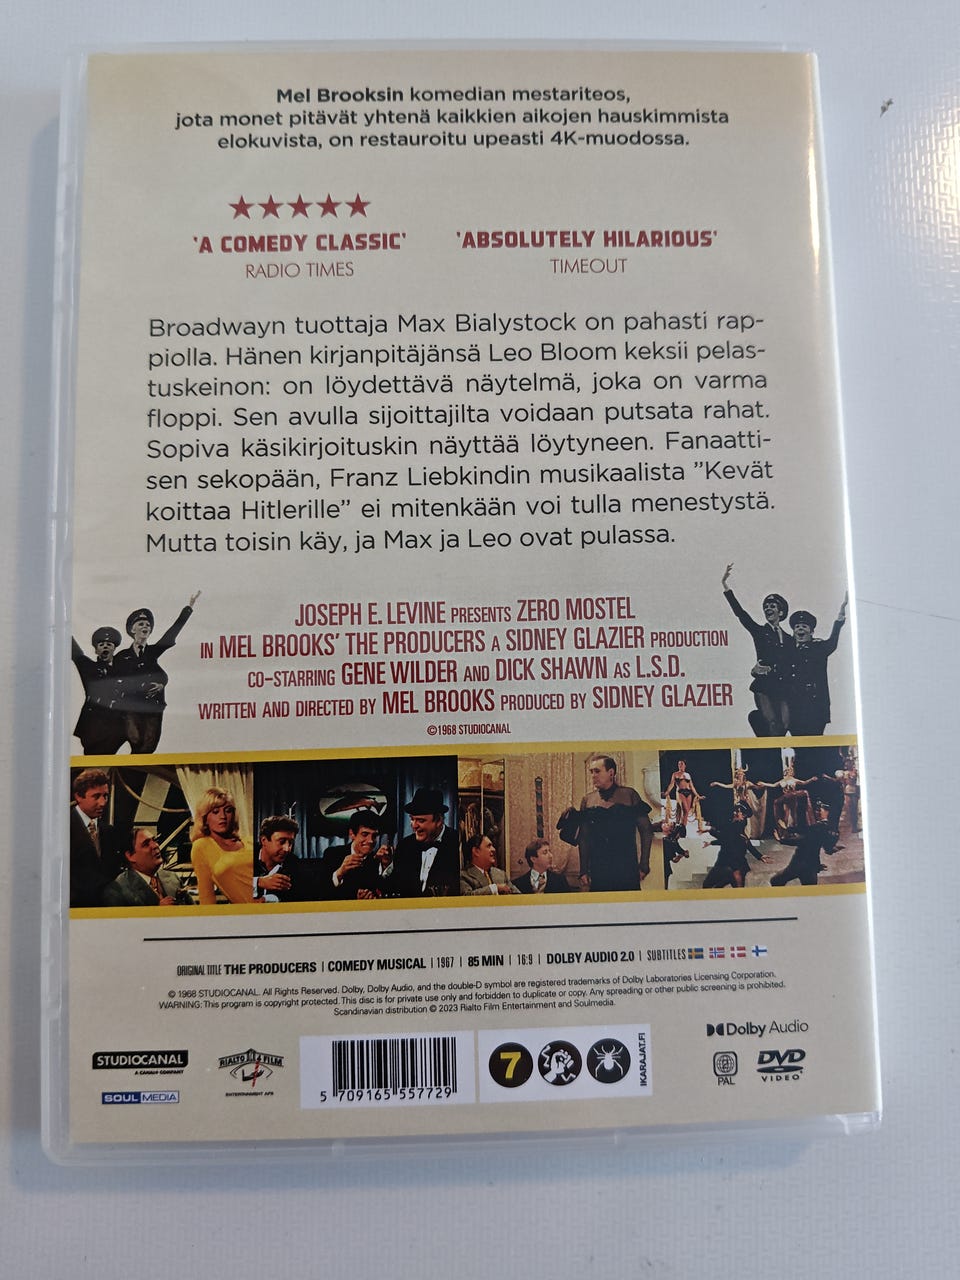 Mel Brooksin komedian mestariteos,
jota monet pitävät yhtenä kaikkien aikojen hauskimmista
elokuvista, on restauroitu upeasti 4K-muodossa.
'A COMEDY CLASSIC'
RADIO TIMES
'ABSOLUTELY HILARIOUS'
TIMEOUT
Broadwayn tuottaja Max Bialystock on pahasti rap-
piolla. Hänen kirjanpitäjänsä Leo Bloom keksii pelas-
tuskeinon: on löydettävä näytelmä, joka on varma
floppi. Sen avulla sijoittajilta voidaan putsata rahat.
Sopiva käsikirjoituskin näyttää löytyneen. Fanaatti-
sen sekopään, Franz Liebkindin musikaalista ”Kevät
koittaa Hitlerille” ei mitenkään voi tulla menestystä.
Mutta toisin käy, ja Max ja Leo ovat pulassa.
JOSEPH E. LEVINE PRESENTS ZERO MOSTEL
IN MEL BROOKS' THE PRODUCERS A SIDNEY GLAZIER PRODUCTION
CO-STARRING GENE WILDER AND DICK SHAWN AS L.S.D.
WRITTEN AND DIRECTED BY MEL BROOKS PRODUCED BY SIDNEY GLAZIER
©1968 STUDIOCANAL
ORIGINAL TITLE THE PRODUCERS | COMEDY MUSICAL | 1967 | 85 MIN | 16:9 | DOLBY AUDIO 2.0 | SUBTITLES
© 1968 STUDIOCANAL. All Rights Reserved. Dolby, Dolby Audio, and the double-D symbol are registered trademarks of Dolby Laboratories Licensing Corporation.
WARNING: This program is copyright protected. This disc is for private use only and forbidden to duplicate or copy. Any spreading or other public screening is prohibited.
Scandinavian distribution © 2023 Rialto Film Entertainment and Soulmedia.
Dolby Audio
STUDIOCANAL
A CANAL+ COMPANY
SOUL MEDIA
RIALTO FILM
ENTERTAINMENT APS
5 709165 557729
7
IKARAJAT.FI
PAL
DVD
VIDEO